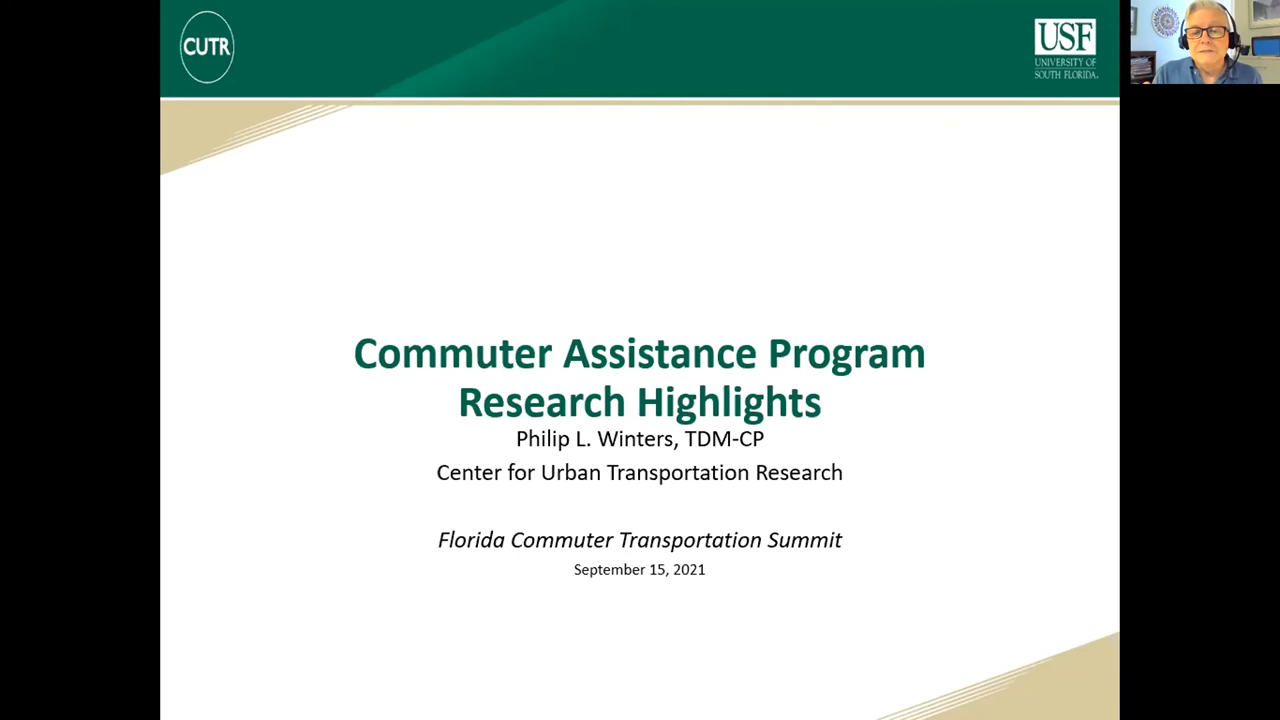 CUTR
USF
UNIVERSITY OF
SOUTH FLORIDA
Commuter Assistance Program
Research Highlights
Philip L. Winters, TDM-CP
Center for Urban Transportation Research
Florida Commuter Transportation Summit
September 15, 2021